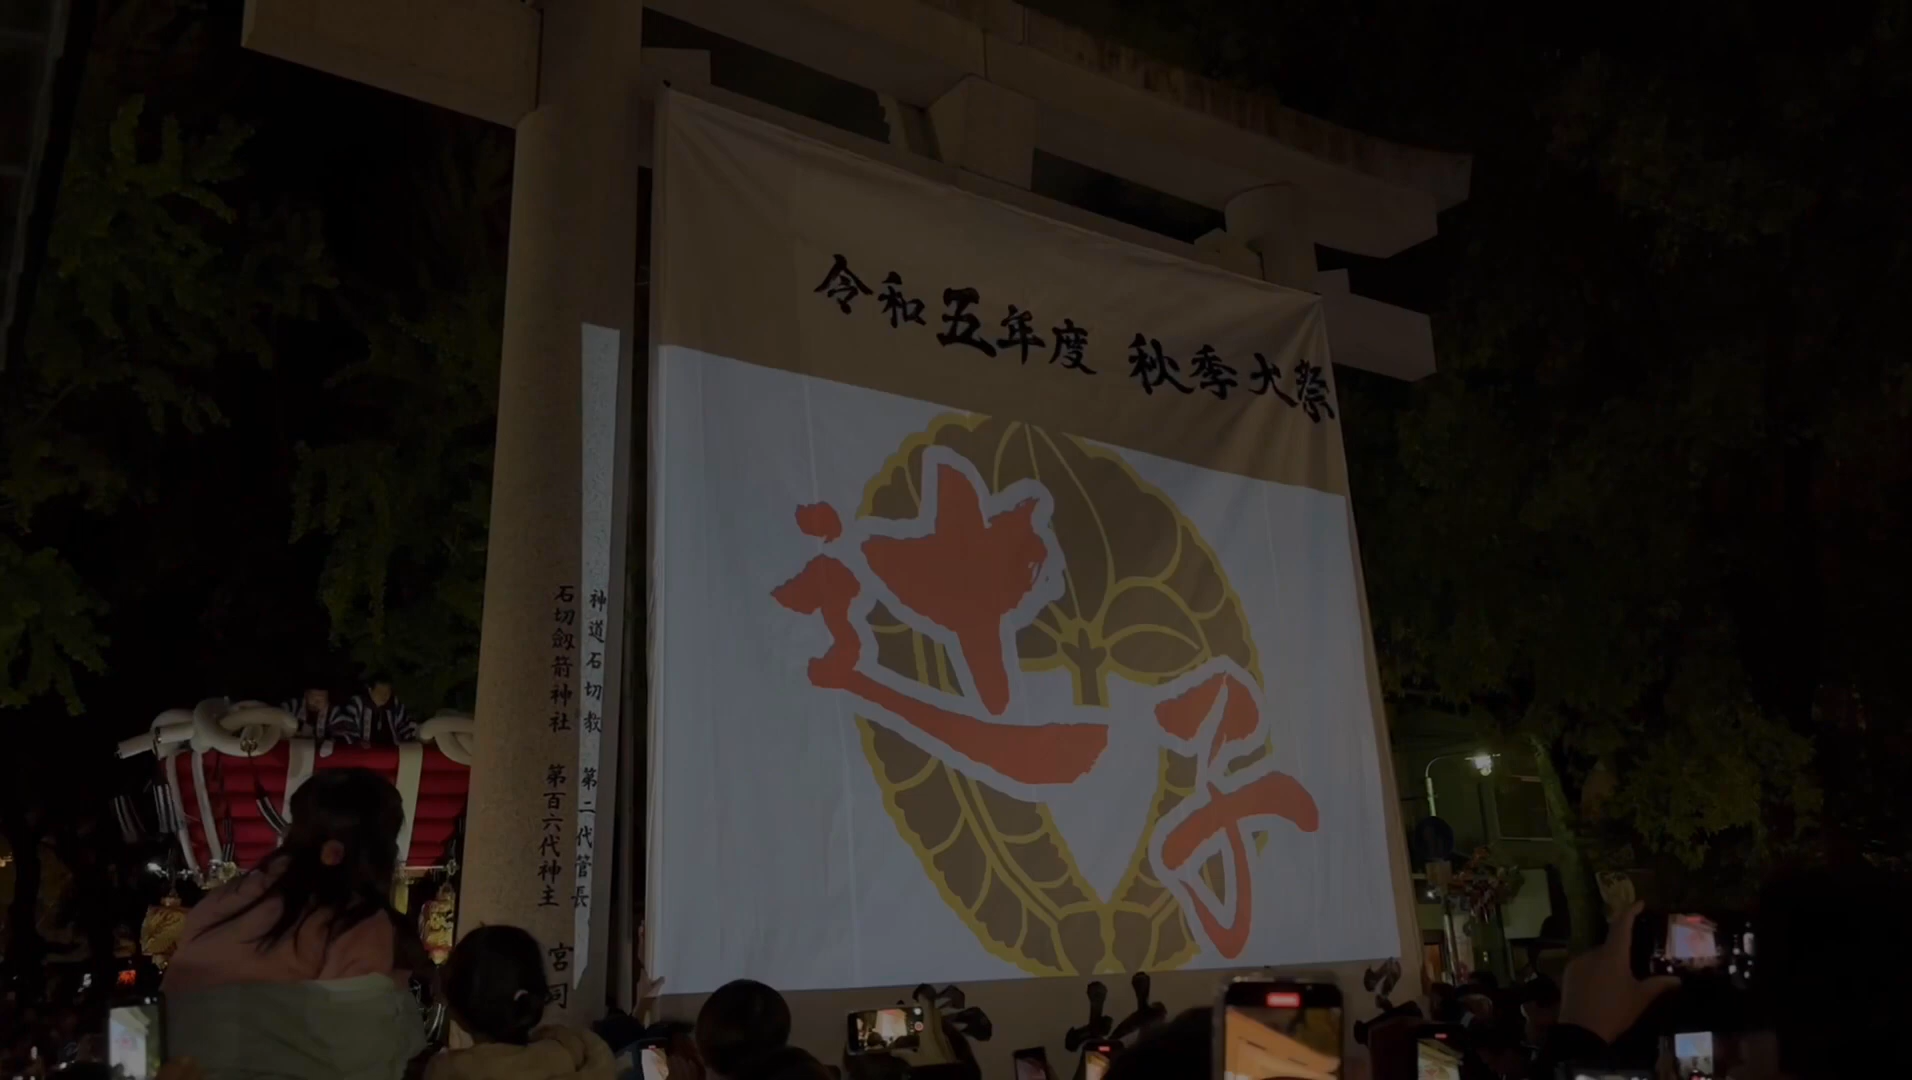 令和五年度 秋季大祭
辻子
神道石切教 第二代管長
石切劔箭神社 第百六代神主 宮司